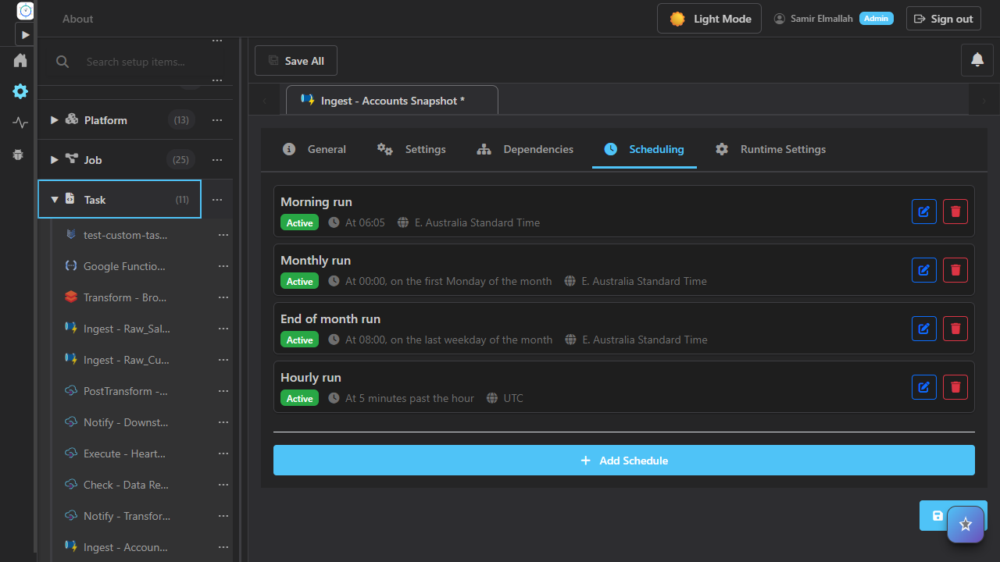 About
Light Mode
Samir Elmallah
Admin
Sign out
Search setup items...
Save All
Ingest - Accounts Snapshot *
Platform
(13)
Job
(25)
Task
(11)
test-custom-tas...
Google Functio...
Transform - Bro...
Ingest - Raw_Sal...
Ingest - Raw_Cu...
PostTransform -...
Notify - Downst...
Execute - Heart...
Check - Data Re...
Notify - Transfor...
Ingest - Accoun...
General
Settings
Dependencies
Scheduling
Runtime Settings
Morning run
Active At 06:05 E. Australia Standard Time
Monthly run
Active At 00:00, on the first Monday of the month E. Australia Standard Time
End of month run
Active At 08:00, on the last weekday of the month E. Australia Standard Time
Hourly run
Active At 5 minutes past the hour UTC
Add Schedule